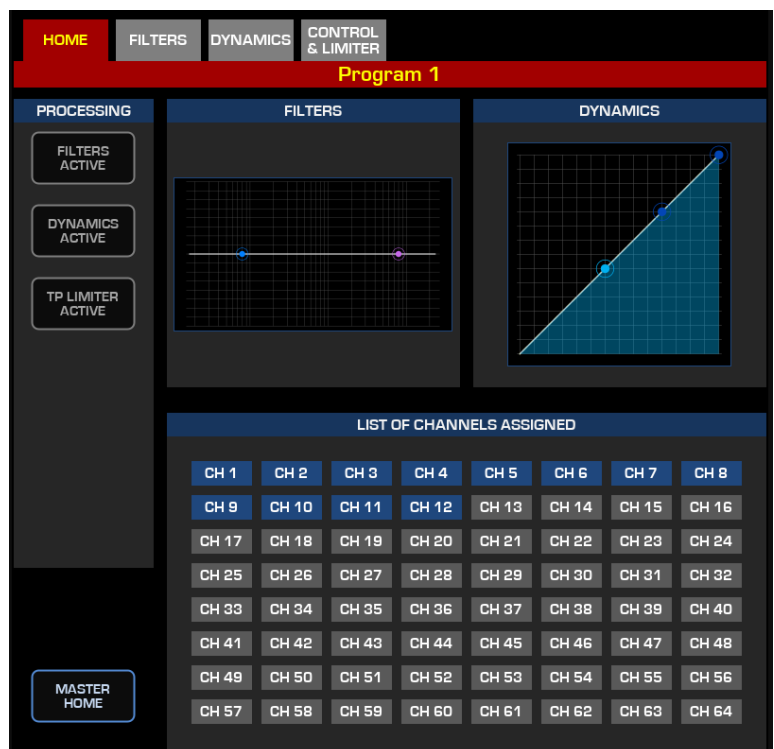 HOME FILTERS DYNAMICS CONTROL
& LIMITER
Program 1
PROCESSING FILTERS DYNAMICS
FILTERS
ACTIVE
DYNAMICS
ACTIVE
TP LIMITER
ACTIVE
LIST OF CHANNELS ASSIGNED
CH 1 CH 2 CH 3 CH 4 CH 5 CH 6 CH 7 CH 8
CH 9 CH 10 CH 11 CH 12 CH 13 CH 14 CH 15 CH 16
CH 17 CH 18 CH 19 CH 20 CH 21 CH 22 CH 23 CH 24
CH 25 CH 26 CH 27 CH 28 CH 29 CH 30 CH 31 CH 32
CH 33 CH 34 CH 35 CH 36 CH 37 CH 38 CH 39 CH 40
CH 41 CH 42 CH 43 CH 44 CH 45 CH 46 CH 47 CH 48
CH 49 CH 50 CH 51 CH 52 CH 53 CH 54 CH 55 CH 56
CH 57 CH 58 CH 59 CH 60 CH 61 CH 62 CH 63 CH 64
MASTER
HOME